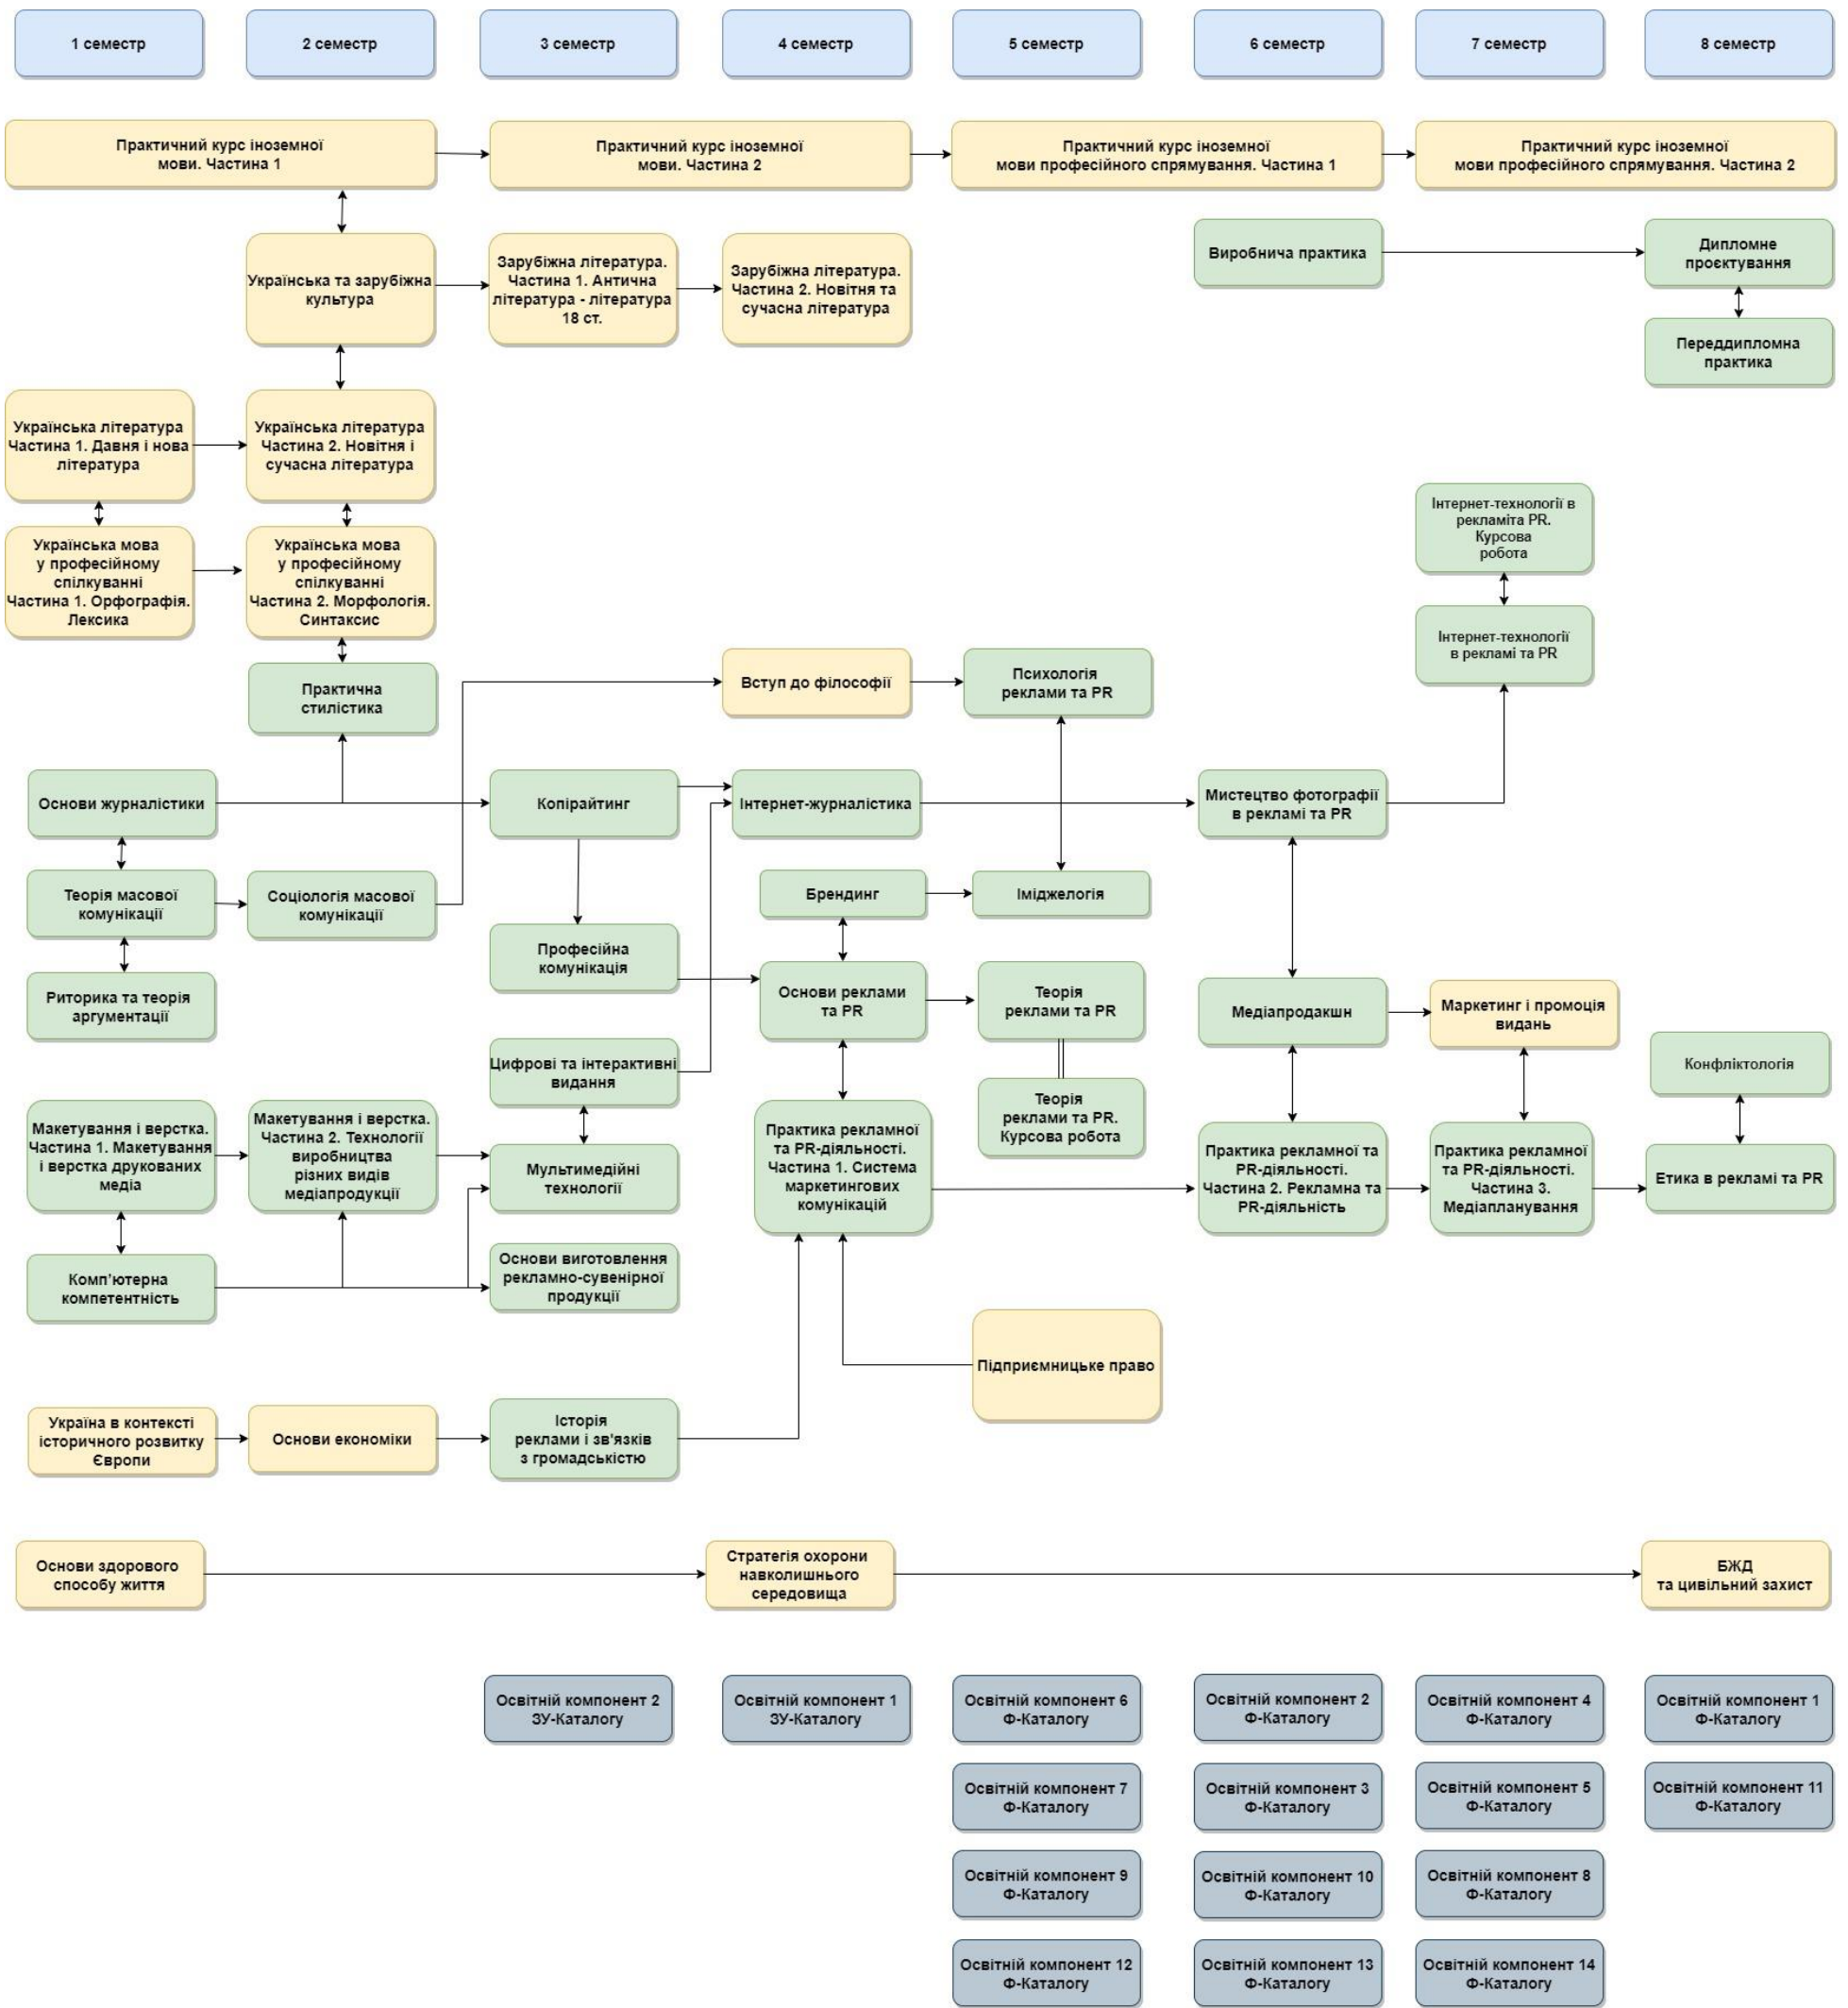 1 семестр
2 семестр
3 семестр
4 семестр
5 семестр
6 семестр
7 семестр
8 семестр
Практичний курс іноземної
мови. Частина 1
Практичний курс іноземної
мови. Частина 2
Практичний курс іноземної
мови професійного спрямування. Частина 1
Практичний курс іноземної
мови професійного спрямування. Частина 2
Українська та зарубіжна
культура
Зарубіжна література.
Частина 1. Антична
література - література
18 ст.
Зарубіжна література.
Частина 2. Новітня та
сучасна література
Виробнича практика
Дипломне
проєктування
Переддипломна
практика
Українська література
Частина 1. Давня і нова
література
Українська література
Частина 2. Новітня і
сучасна література
Українська мова
у професійному
спілкуванні
Частина 1. Орфографія.
Лексика
Українська мова
у професійному
спілкуванні
Частина 2. Морфологія.
Синтаксис
Інтернет-технології в
рекламіта PR.
Курсова
робота
Інтернет-технології
в рекламі та PR
Практична
стилістика
Вступ до філософії
Психологія
реклами та PR
Основи журналістики
Копірайтинг
Інтернет-журналістика
Мистецтво фотографії
в рекламі та PR
Теорія масової
комунікації
Соціологія масової
комунікації
Брендинг
Іміджелогія
Професійна
комунікація
Риторика та теорія
аргументації
Основи реклами
та PR
Теорія
реклами та PR
Медіапродакшн
Маркетинг і промоція
видань
Цифрові та інтерактивні
видання
Теорія
реклами та PR.
Курсова робота
Конфліктологія
Макетування і верстка.
Частина 1. Макетування
і верстка друкованих
медіа
Макетування і верстка.
Частина 2. Технології
виробництва
різних видів
медіапродукції
Мультимедійні
технології
Практика рекламної
та PR-діяльності.
Частина 1. Система
маркетингових
комунікацій
Практика рекламної та
PR-діяльності.
Частина 2. Рекламна та
PR-діяльність
Практика рекламної
та PR-діяльності.
Частина 3.
Медіапланування
Етика в рекламі та PR
Комп'ютерна
компетентність
Основи виготовлення
рекламно-сувенірної
продукції
Підприємницьке право
Україна в контексті
історичного розвитку
Європи
Основи економіки
Історія
реклами і зв'язків
з громадськістю
Основи здорового
способу життя
Стратегія охорони
навколишнього
середовища
БЖД
та цивільний захист
Освітній компонент 2
ЗУ-Каталогу
Освітній компонент 1
ЗУ-Каталогу
Освітній компонент 6
Ф-Каталогу
Освітній компонент 2
Ф-Каталогу
Освітній компонент 4
Ф-Каталогу
Освітній компонент 1
Ф-Каталогу
Освітній компонент 7
Ф-Каталогу
Освітній компонент 3
Ф-Каталогу
Освітній компонент 5
Ф-Каталогу
Освітній компонент 11
Ф-Каталогу
Освітній компонент 9
Ф-Каталогу
Освітній компонент 10
Ф-Каталогу
Освітній компонент 8
Ф-Каталогу
Освітній компонент 12
Ф-Каталогу
Освітній компонент 13
Ф-Каталогу
Освітній компонент 14
Ф-Каталогу